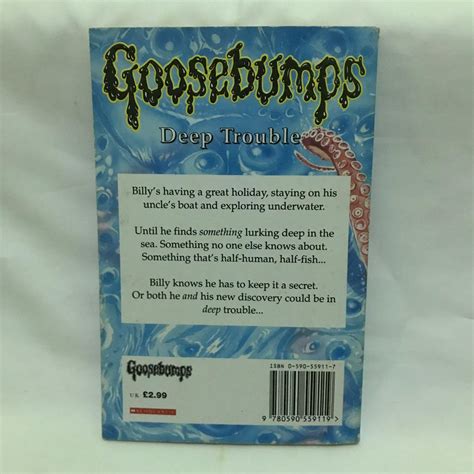 Goosebumps
Deep Trouble
Billy's having a great holiday, staying on his
uncle's boat and exploring underwater.
Until he finds something lurking deep in the
sea. Something no one else knows about.
Something that's half-human, half-fish...
Billy knows he has to keep it a secret.
Or both he and his new discovery could be in
deep trouble...
ISBN 0-590-55911-7
Goosebumps
UK £2.99
SCHOLASTIC
9 780590 559119 >